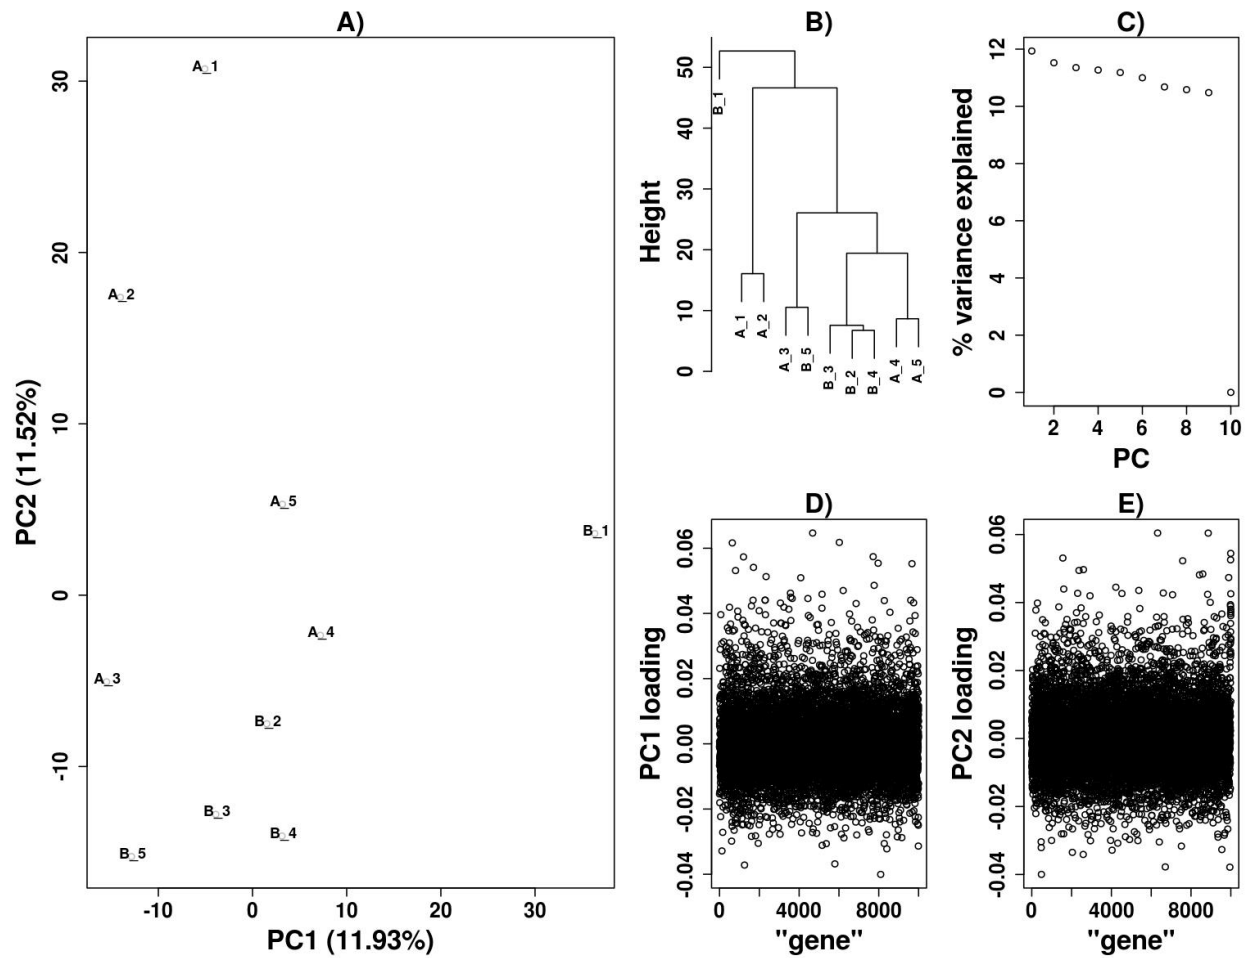 A)
A_1
A_2
A_5
B_1
A_4
A_3
B_2
B_3
B_4
B_5
30
20
10
0
-10
PC2 (11.52%)
-10 0 10 20 30
PC1 (11.93%)
B)
50
40
30
20
10
0
Height
B_1
A_1
A_2
A_3
B_5
B_3
B_2
B_4
A_4
A_5
C)
12
10
8
6
4
2
0
% variance explained
2 4 6 8 10
PC
D)
0.06
0.04
0.02
0.00
-0.02
-0.04
PC1 loading
0 4000 8000
"gene"
E)
0.06
0.04
0.02
0.00
-0.02
-0.04
PC2 loading
0 4000 8000
"gene"